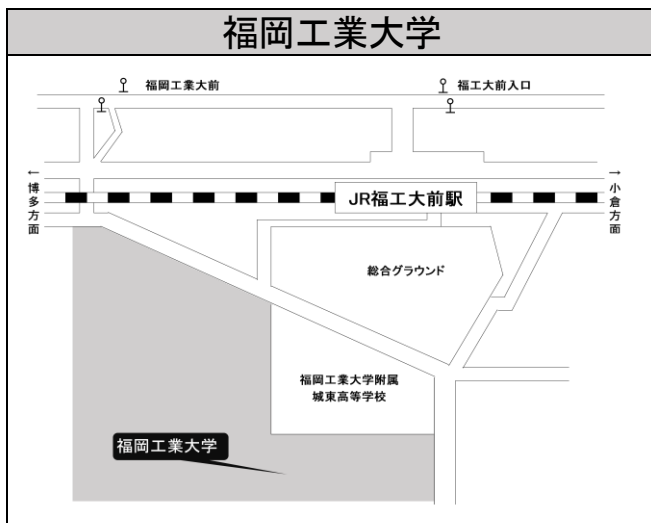 福岡工業大学
福岡工業大前
福工大前入口
←博多方面
JR福工大前駅
→小倉方面
総合グラウンド
福岡工業大学附属
城東高等学校
福岡工業大学